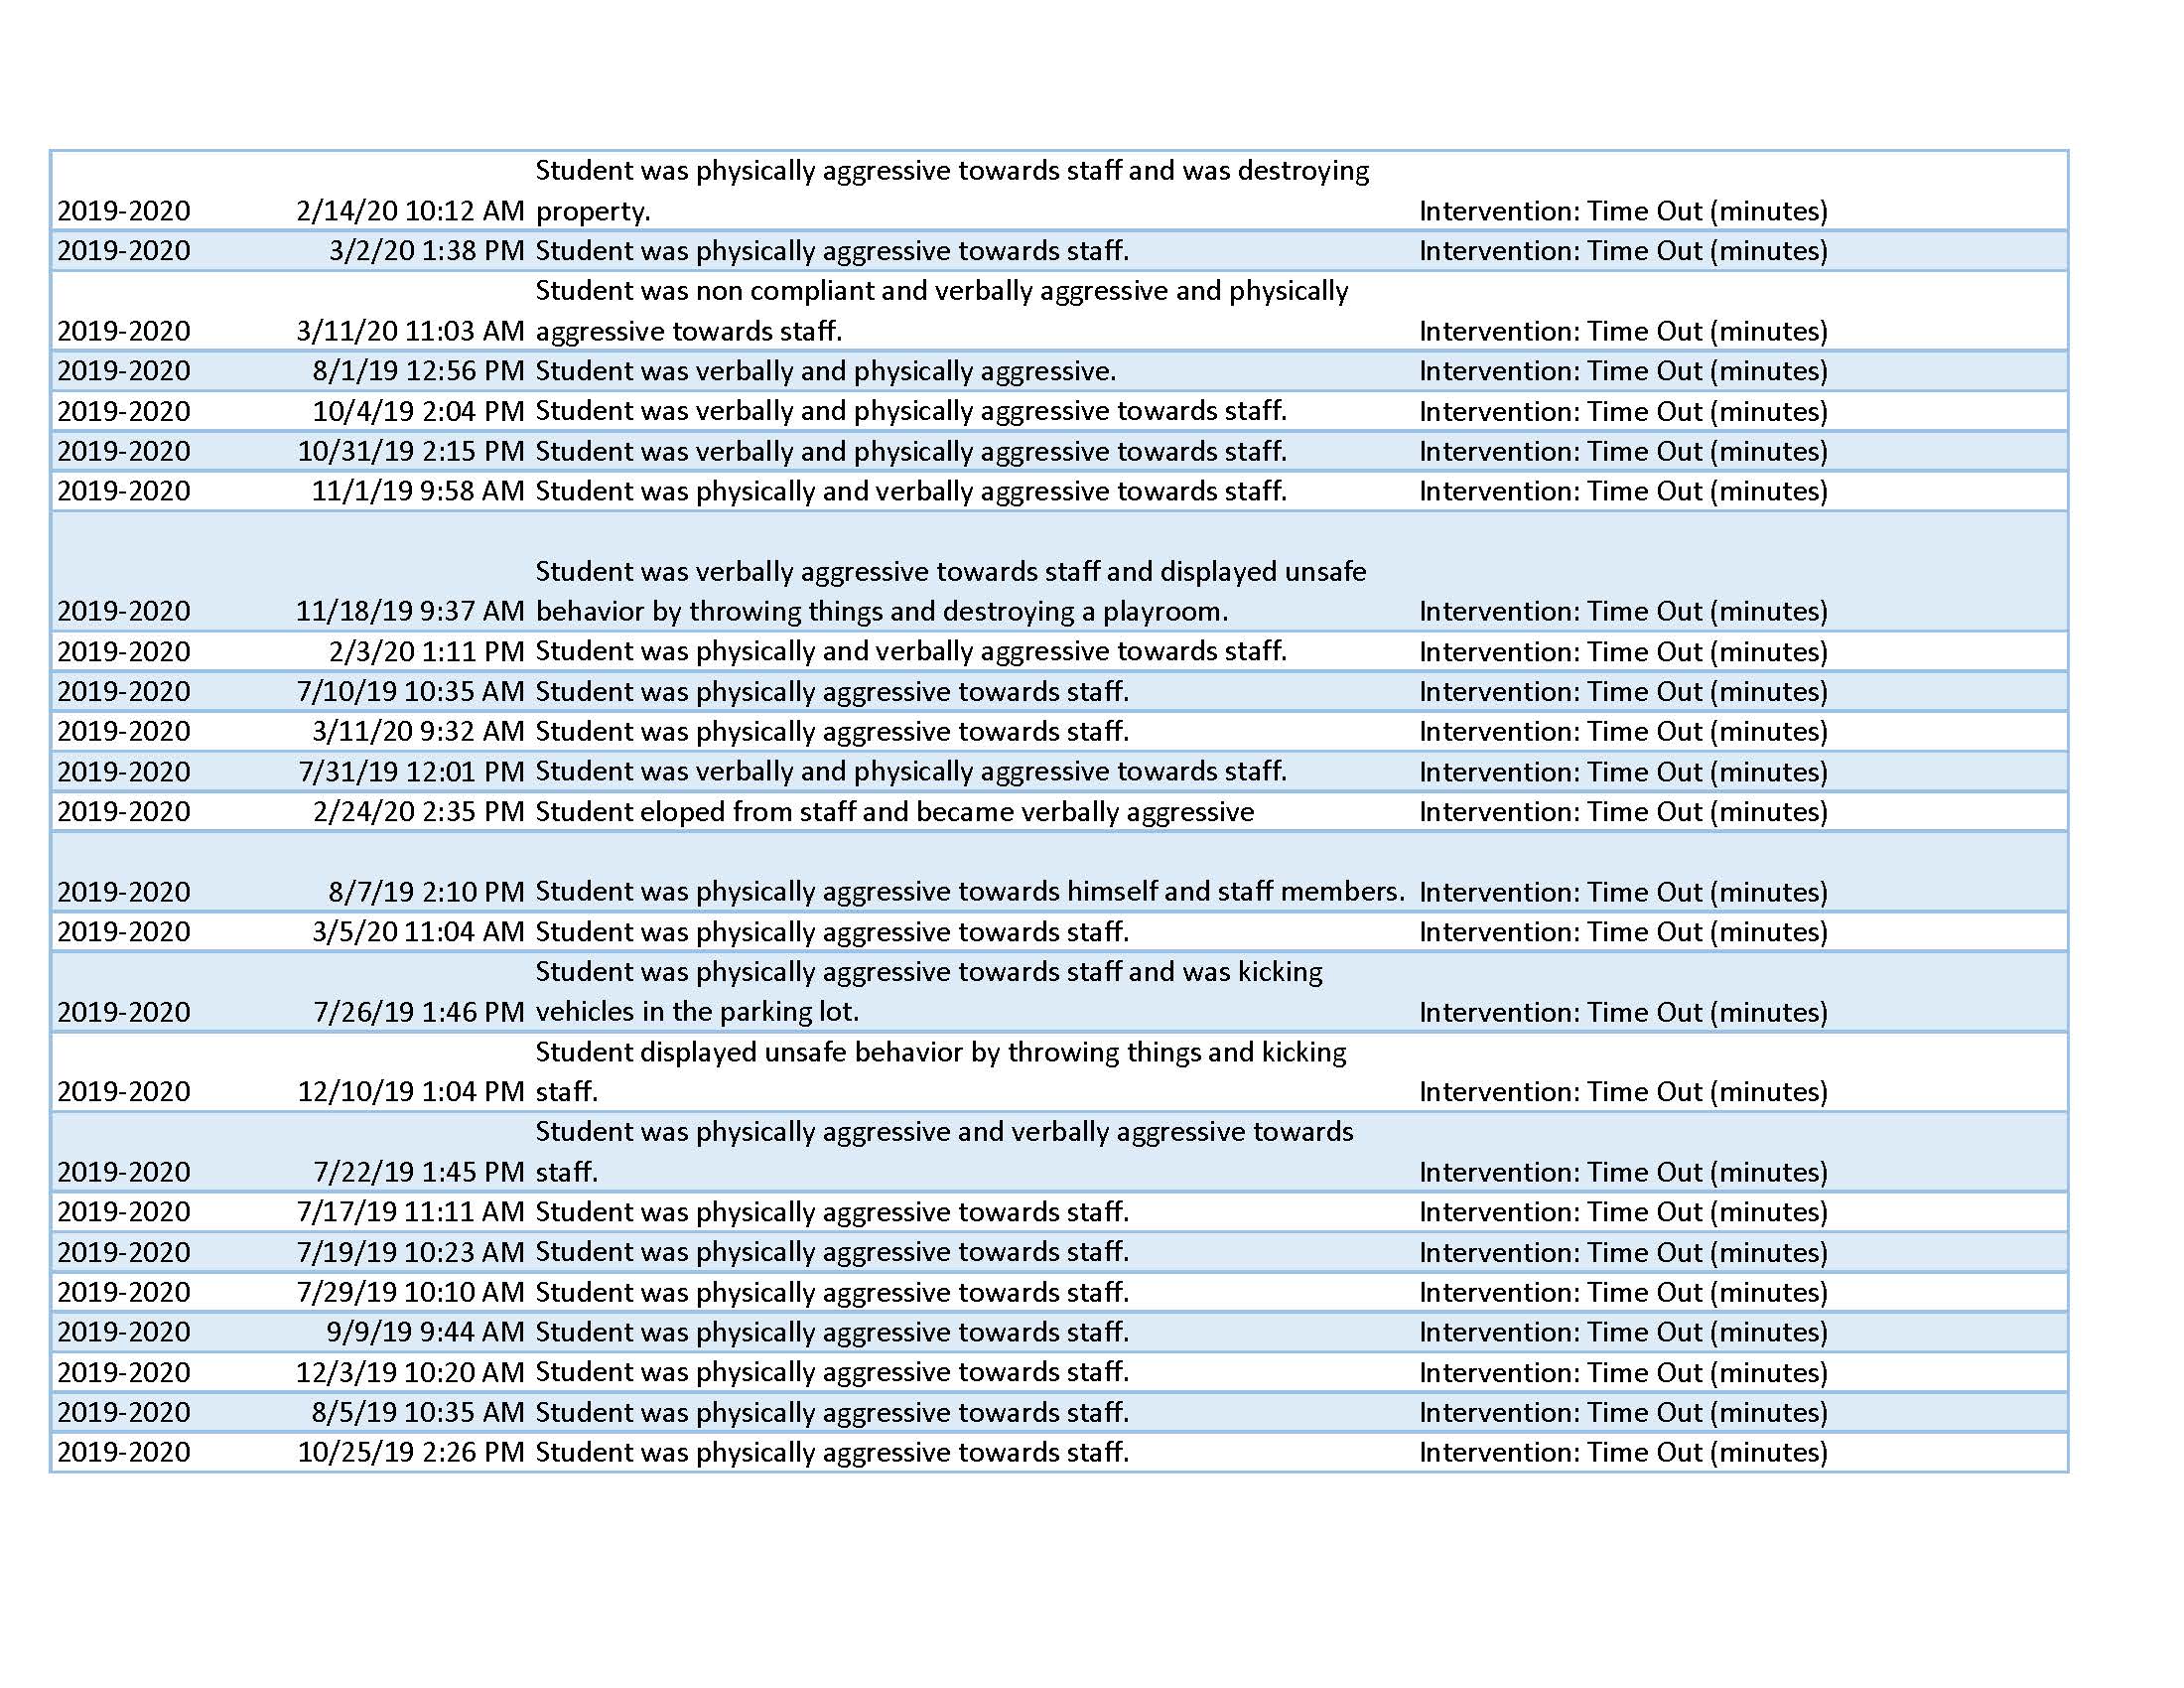 Student was physically aggressive towards staff and was destroying
2019-2020 2/14/20 10:12 AM property. Intervention: Time Out (minutes)
2019-2020 3/2/20 1:38 PM Student was physically aggressive towards staff. Intervention: Time Out (minutes)
Student was non compliant and verbally aggressive and physically
2019-2020 3/11/20 11:03 AM aggressive towards staff. Intervention: Time Out (minutes)
2019-2020 8/1/19 12:56 PM Student was verbally and physically aggressive. Intervention: Time Out (minutes)
2019-2020 10/4/19 2:04 PM Student was verbally and physically aggressive towards staff. Intervention: Time Out (minutes)
2019-2020 10/31/19 2:15 PM Student was verbally and physically aggressive towards staff. Intervention: Time Out (minutes)
2019-2020 11/1/19 9:58 AM Student was physically and verbally aggressive towards staff. Intervention: Time Out (minutes)
Student was verbally aggressive towards staff and displayed unsafe
2019-2020 11/18/19 9:37 AM behavior by throwing things and destroying a playroom. Intervention: Time Out (minutes)
2019-2020 2/3/20 1:11 PM Student was physically and verbally aggressive towards staff. Intervention: Time Out (minutes)
2019-2020 7/10/19 10:35 AM Student was physically aggressive towards staff. Intervention: Time Out (minutes)
2019-2020 3/11/20 9:32 AM Student was physically aggressive towards staff. Intervention: Time Out (minutes)
2019-2020 7/31/19 12:01 PM Student was verbally and physically aggressive towards staff. Intervention: Time Out (minutes)
2019-2020 2/24/20 2:35 PM Student eloped from staff and became verbally aggressive Intervention: Time Out (minutes)
2019-2020 8/7/19 2:10 PM Student was physically aggressive towards himself and staff members. Intervention: Time Out (minutes)
2019-2020 3/5/20 11:04 AM Student was physically aggressive towards staff. Intervention: Time Out (minutes)
Student was physically aggressive towards staff and was kicking
2019-2020 7/26/19 1:46 PM vehicles in the parking lot. Intervention: Time Out (minutes)
Student displayed unsafe behavior by throwing things and kicking
2019-2020 12/10/19 1:04 PM staff. Intervention: Time Out (minutes)
Student was physically aggressive and verbally aggressive towards
2019-2020 7/22/19 1:45 PM staff. Intervention: Time Out (minutes)
2019-2020 7/17/19 11:11 AM Student was physically aggressive towards staff. Intervention: Time Out (minutes)
2019-2020 7/19/19 10:23 AM Student was physically aggressive towards staff. Intervention: Time Out (minutes)
2019-2020 7/29/19 10:10 AM Student was physically aggressive towards staff. Intervention: Time Out (minutes)
2019-2020 9/9/19 9:44 AM Student was physically aggressive towards staff. Intervention: Time Out (minutes)
2019-2020 12/3/19 10:20 AM Student was physically aggressive towards staff. Intervention: Time Out (minutes)
2019-2020 8/5/19 10:35 AM Student was physically aggressive towards staff. Intervention: Time Out (minutes)
2019-2020 10/25/19 2:26 PM Student was physically aggressive towards staff. Intervention: Time Out (minutes)